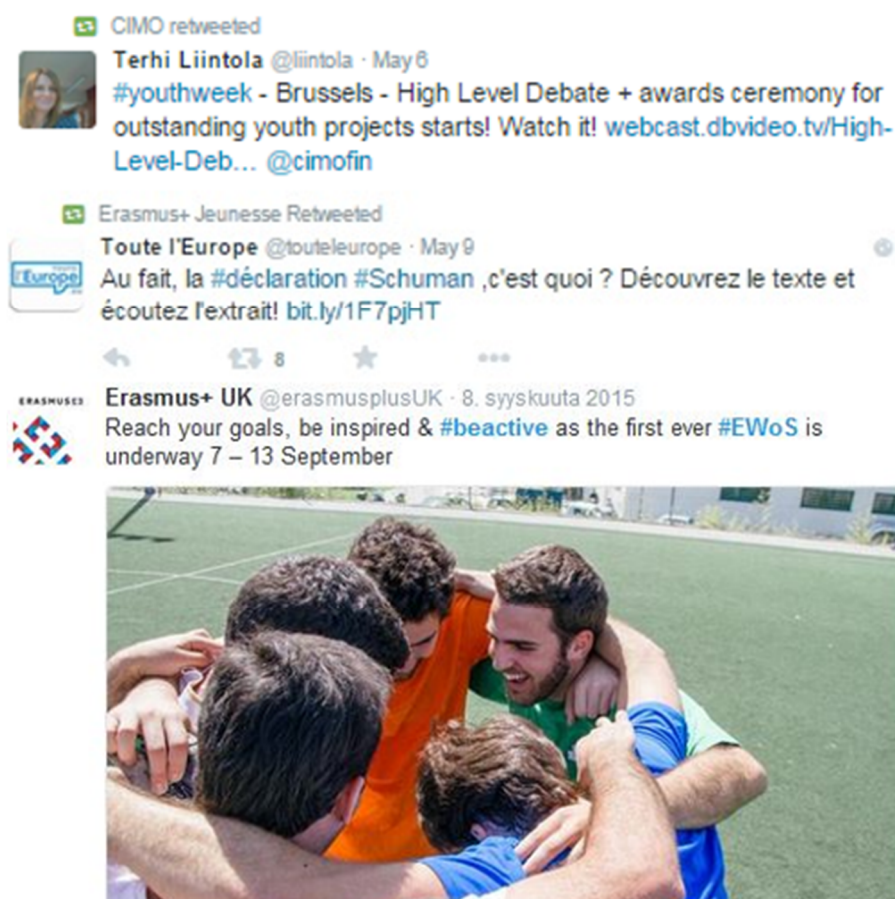 CIMO retweeted
Terhi Liintola @liintola · May 6
#youthweek - Brussels - High Level Debate + awards ceremony for
outstanding youth projects starts! Watch it! webcast.dbvideo.tv/High-
Level-Deb... @cimofin
Erasmus+ Jeunesse Retweeted
Toute l'Europe @touteleurope · May 9
l'Europe
Au fait, la #déclaration #Schuman ,c'est quoi ? Découvrez le texte et
écoutez l'extrait! bit.ly/1F7pjHT
8
Erasmus+ UK @erasmusplusUK · 8. syyskuuta 2015
Reach your goals, be inspired & #beactive as the first ever #EWoS is
underway 7 – 13 September